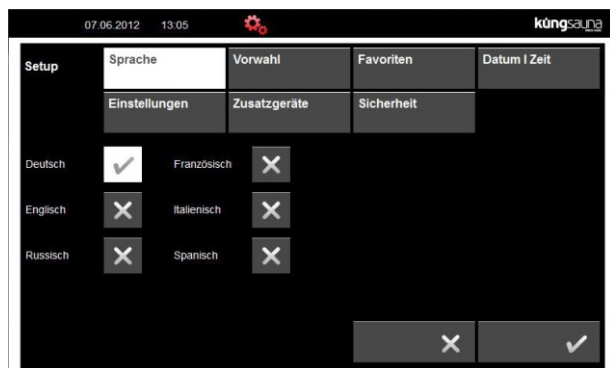 07.06.2012 13:05 küngsauna
Setup Sprache Vorwahl Favoriten Datum I Zeit
Einstellungen Zusatzgeräte Sicherheit
Deutsch Französisch
Englisch Italienisch
Russisch Spanisch